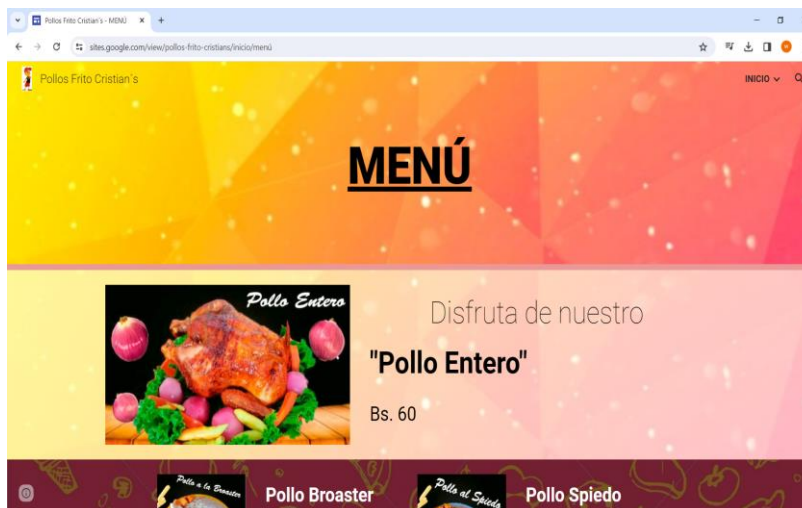 Pollos Frito Cristian's - MENÚ
sites.google.com/view/pollos-frito-cristians/inicio/menú
Pollos Frito Cristian`s
INICIO
MENÚ
Pollo Entero
Disfruta de nuestro
"Pollo Entero"
Bs. 60
Pollo a la Broaster
Pollo Broaster
Pollo al Spiedo
Pollo Spiedo